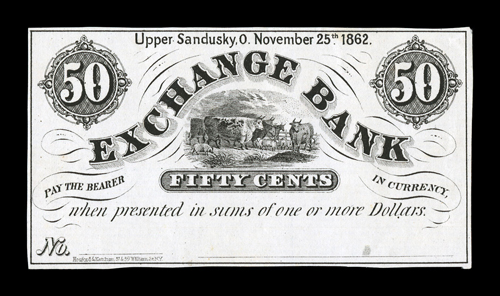 Upper Sandusky, O. November 25th 1862.
50 50
EXCHANGE BANK
FIFTY CENTS
PAY THE BEARER IN CURRENCY,
when presented in sums of one or more Dollars.
No.